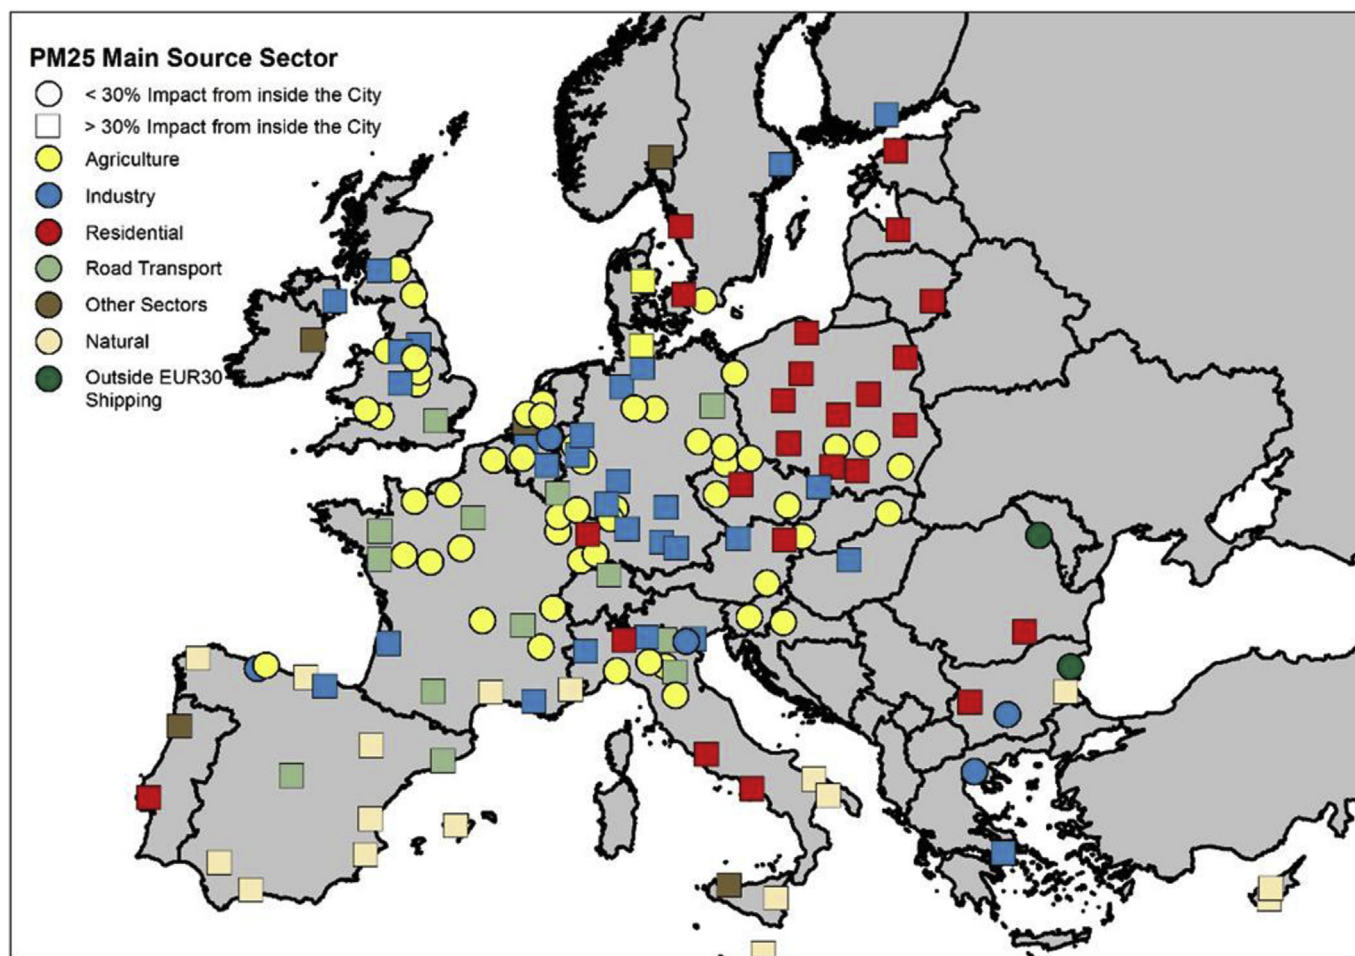 PM25 Main Source Sector
< 30% Impact from inside the City
> 30% Impact from inside the City
Agriculture
Industry
Residential
Road Transport
Other Sectors
Natural
Outside EUR30
Shipping